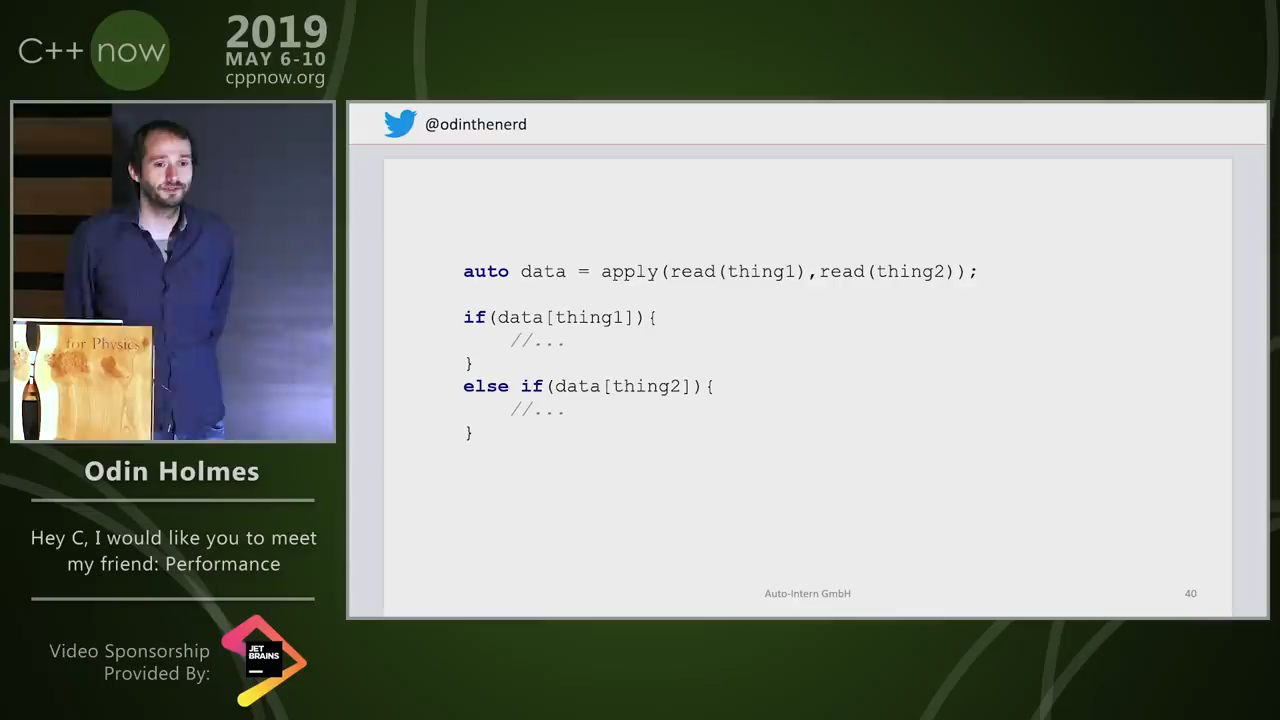 C++ now
2019
MAY 6-10
cppnow.org
@odinthenerd
auto data = apply(read(thing1),read(thing2));
if(data[thing1]){
//...
}
else if(data[thing2]){
//...
}
Auto-Intern GmbH
40
r for Physics
Odin Holmes
Hey C, I would like you to meet
my friend: Performance
Video Sponsorship
Provided By:
JET
BRAINS